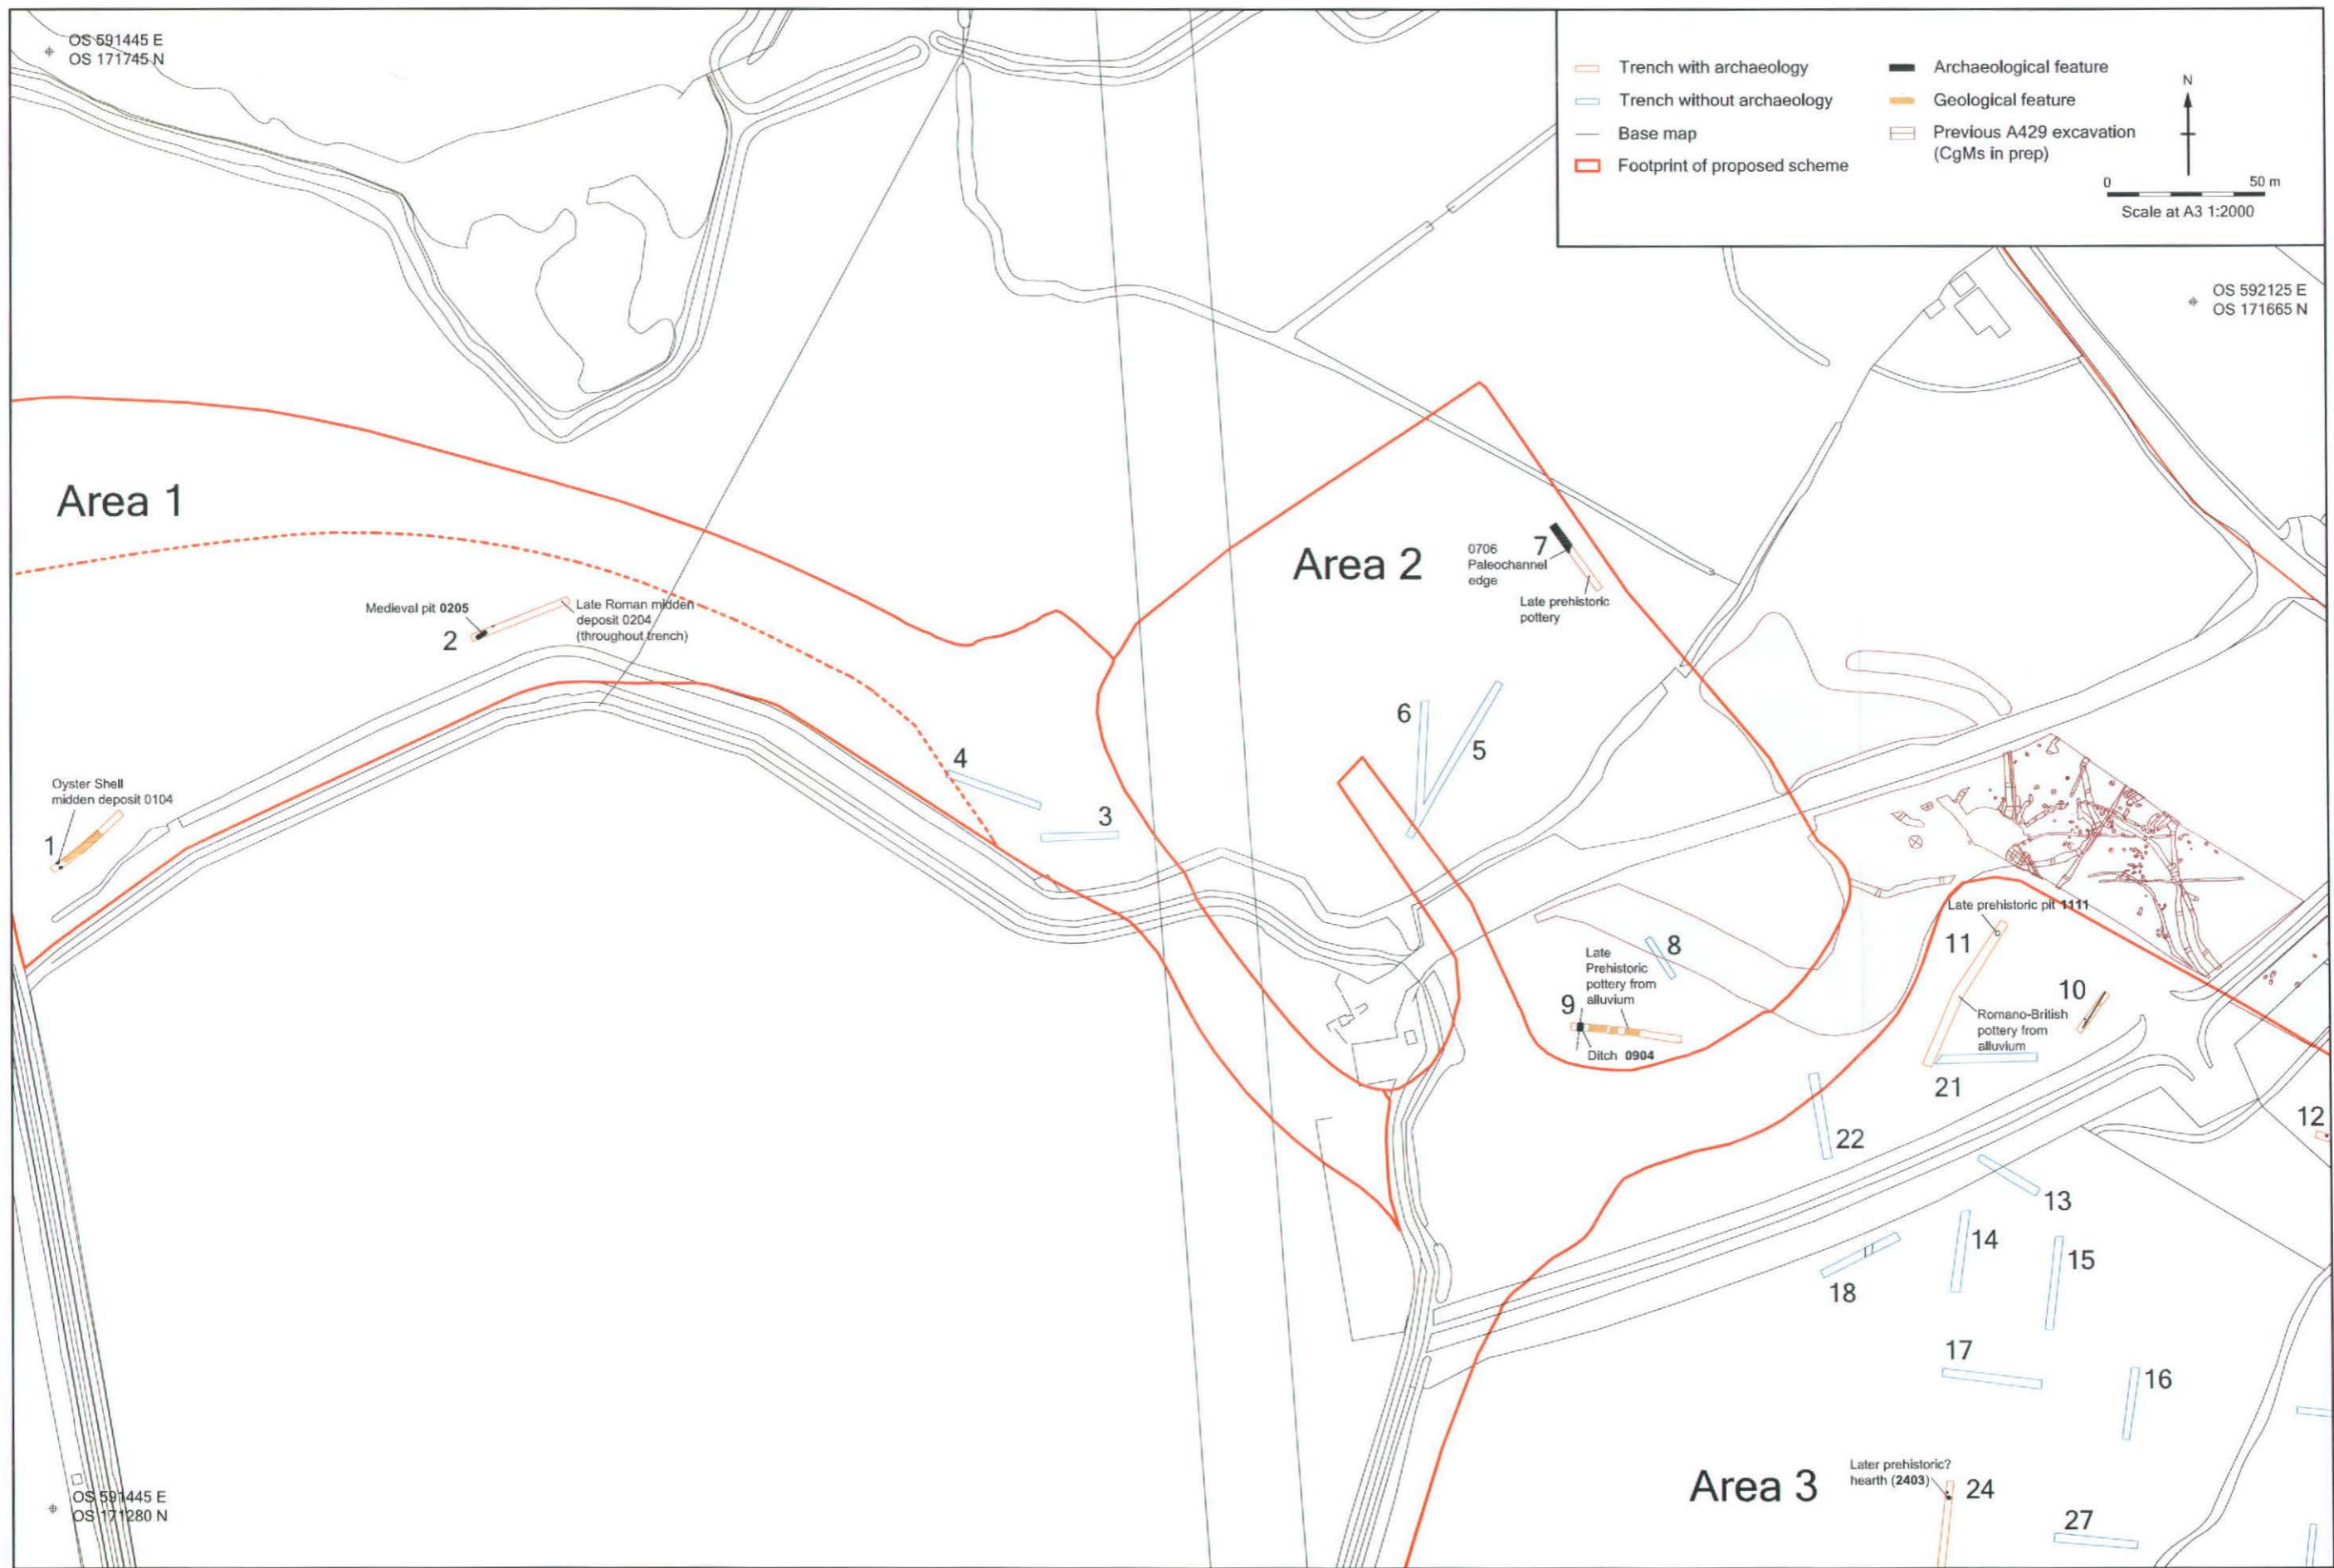 OS 591445 E
OS 171745 N
Trench with archaeology
Trench without archaeology
Base map
Footprint of proposed scheme
Archaeological feature
Geological feature
Previous A429 excavation
(CgMs in prep)
N
0 50 m
Scale at A3 1:2000
OS 592125 E
OS 171665 N
Area 1
Area 2
0706
Paleochannel
edge
7
Late prehistoric
pottery
Medieval pit 0205
2
Late Roman midden
deposit 0204
(throughout trench)
6
5
4
3
Oyster Shell
midden deposit 0104
1
Late prehistoric pit 1111
11
8
Late
Prehistoric
pottery from
alluvium
9
Ditch 0904
10
Romano-British
pottery from
alluvium
21
22
12
13
14
15
18
17
16
Area 3
Later prehistoric?
hearth (2403)
24
27
OS 591445 E
OS 171280 N